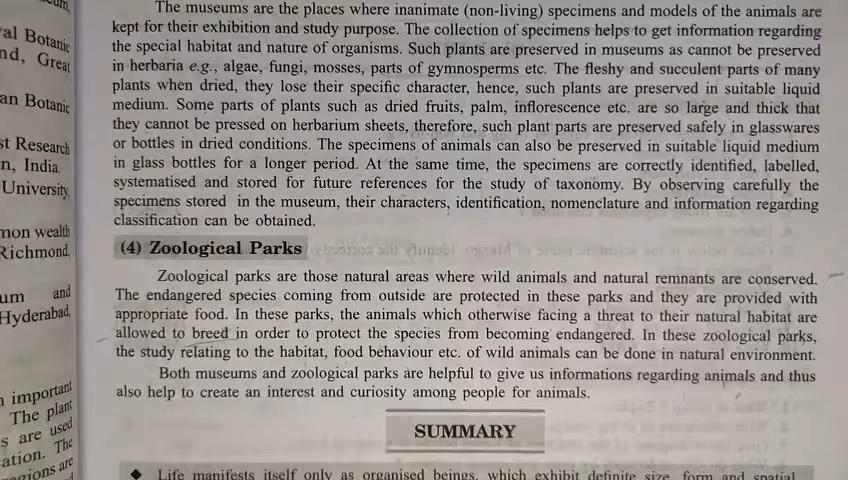 al Botanic
nd, Great
an Botanic
st Research
n, India.
University,
mon wealth
Richmond,
um and
Hyderabad,
important
The plant
s are used
ation. The
gions are
The museums are the places where inanimate (non-living) specimens and models of the animals are
kept for their exhibition and study purpose. The collection of specimens helps to get information regarding
the special habitat and nature of organisms. Such plants are preserved in museums as cannot be preserved
in herbaria e.g., algae, fungi, mosses, parts of gymnosperms etc. The fleshy and succulent parts of many
plants when dried, they lose their specific character, hence, such plants are preserved in suitable liquid
medium. Some parts of plants such as dried fruits, palm, inflorescence etc. are so large and thick that
they cannot be pressed on herbarium sheets, therefore, such plant parts are preserved safely in glasswares
or bottles in dried conditions. The specimens of animals can also be preserved in suitable liquid medium
in glass bottles for a longer period. At the same time, the specimens are correctly identified, labelled,
systematised and stored for future references for the study of taxonomy. By observing carefully the
specimens stored in the museum, their characters, identification, nomenclature and information regarding
classification can be obtained.
(4) Zoological Parks
Zoological parks are those natural areas where wild animals and natural remnants are conserved.
The endangered species coming from outside are protected in these parks and they are provided with
appropriate food. In these parks, the animals which otherwise facing a threat to their natural habitat are
allowed to breed in order to protect the species from becoming endangered. In these zoological parks,
the study relating to the habitat, food behaviour etc. of wild animals can be done in natural environment.
Both museums and zoological parks are helpful to give us informations regarding animals and thus
also help to create an interest and curiosity among people for animals.
SUMMARY
◆ Life manifests itself only as organised beings, which exhibit definite size, form and spatial